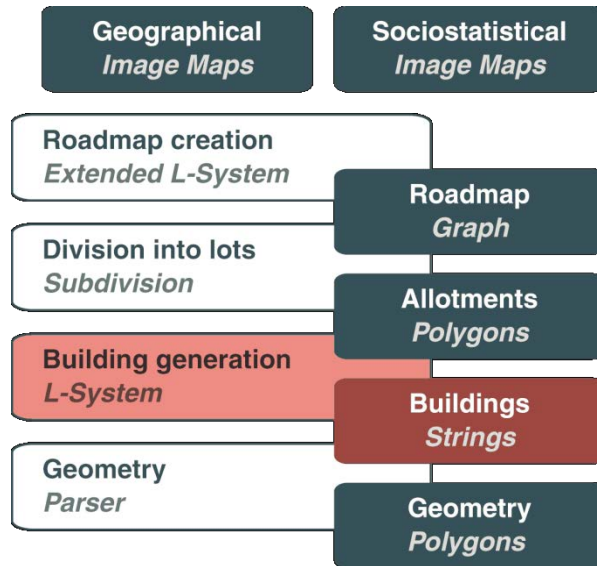 Geographical
Image Maps
Sociostatistical
Image Maps
Roadmap creation
Extended L-System
Roadmap
Graph
Division into lots
Subdivision
Allotments
Polygons
Building generation
L-System
Buildings
Strings
Geometry
Parser
Geometry
Polygons